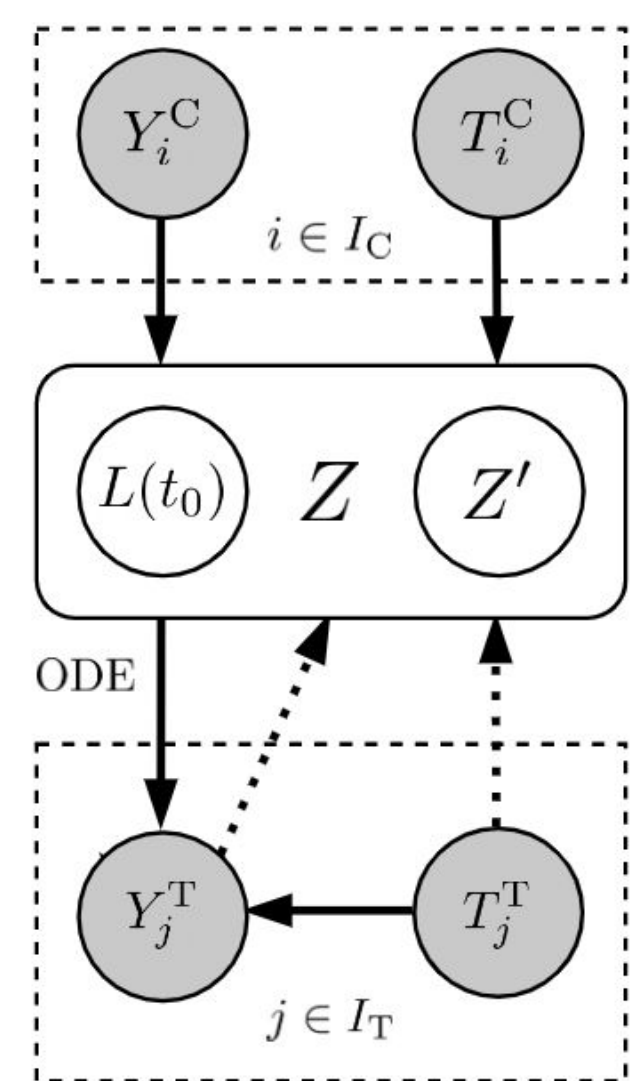 Y_i^C T_i^C
i ∈ I_C
L(t_0) Z Z′
ODE
Y_j^T T_j^T
j ∈ I_T